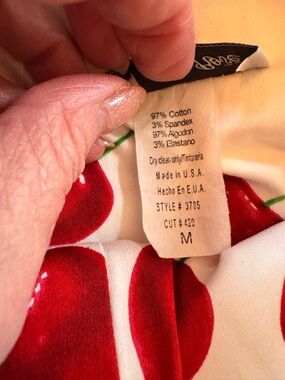 97% Cotton
3% Spandex
97% Algodon
3% Elastano
Dry clean only/Tintoreria
Made in U.S.A.
Hecho En E.U.A.
STYLE # 3705
CUT # 420
M